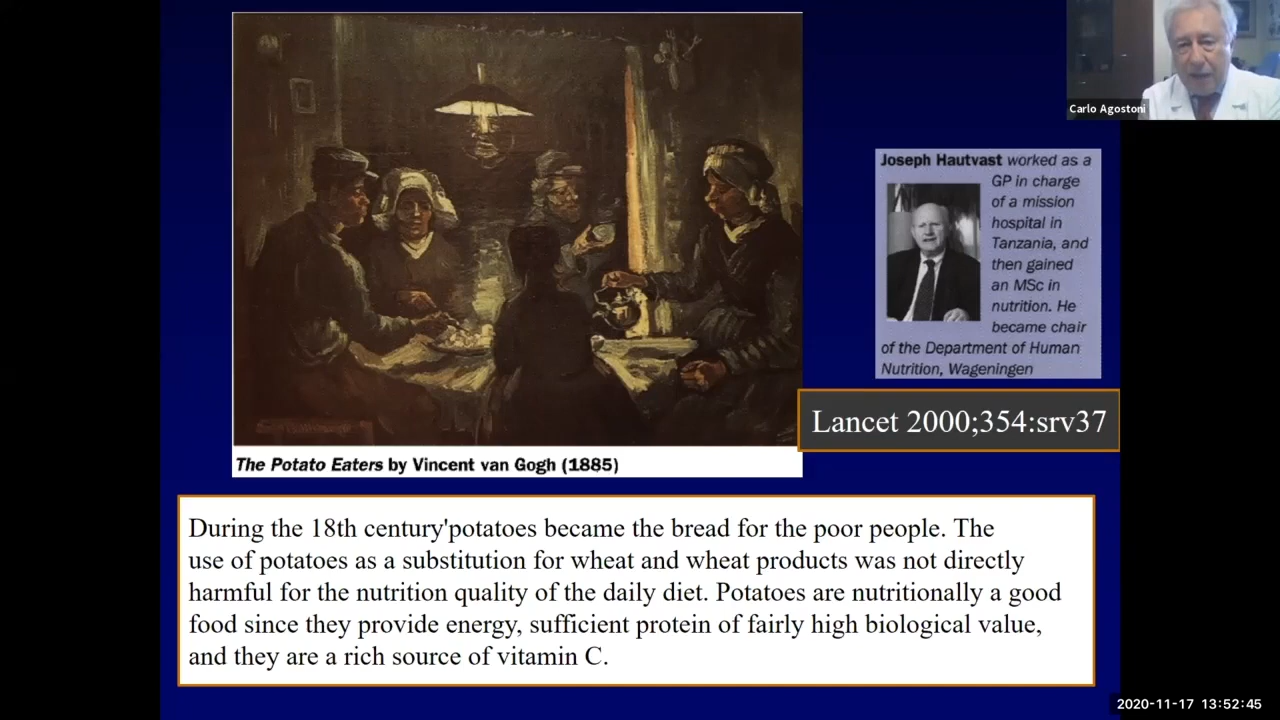 Carlo Agostoni
Joseph Hautvast worked as a
GP in charge
of a mission
hospital in
Tanzania, and
then gained
an MSc in
nutrition. He
became chair
of the Department of Human
Nutrition, Wageningen
Lancet 2000;354:srv37
The Potato Eaters by Vincent van Gogh (1885)
During the 18th century'potatoes became the bread for the poor people. The
use of potatoes as a substitution for wheat and wheat products was not directly
harmful for the nutrition quality of the daily diet. Potatoes are nutritionally a good
food since they provide energy, sufficient protein of fairly high biological value,
and they are a rich source of vitamin C.
2020-11-17 13:52:45